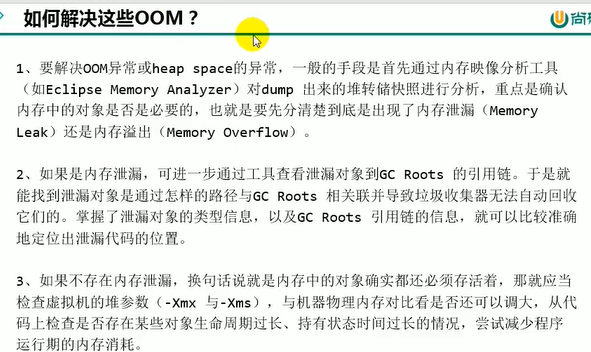 如何解决这些OOM？
尚
1、要解决OOM异常或heap space的异常，一般的手段是首先通过内存映像分析工具
（如Eclipse Memory Analyzer）对dump 出来的堆转储快照进行分析，重点是确认
内存中的对象是否是必要的，也就是要先分清楚到底是出现了内存泄漏（Memory
Leak）还是内存溢出（Memory Overflow）。
2、如果是内存泄漏，可进一步通过工具查看泄漏对象到GC Roots 的引用链。于是就
能找到泄漏对象是通过怎样的路径与GC Roots 相关联并导致垃圾收集器无法自动回收
它们的。掌握了泄漏对象的类型信息，以及GC Roots 引用链的信息，就可以比较准确
地定位出泄漏代码的位置。
3、如果不存在内存泄漏，换句话说就是内存中的对象确实都还必须存活着，那就应当
检查虚拟机的堆参数（-Xmx 与-Xms），与机器物理内存对比看是否还可以调大，从代
码上检查是否存在某些对象生命周期过长、持有状态时间过长的情况，尝试减少程序
运行期的内存消耗。